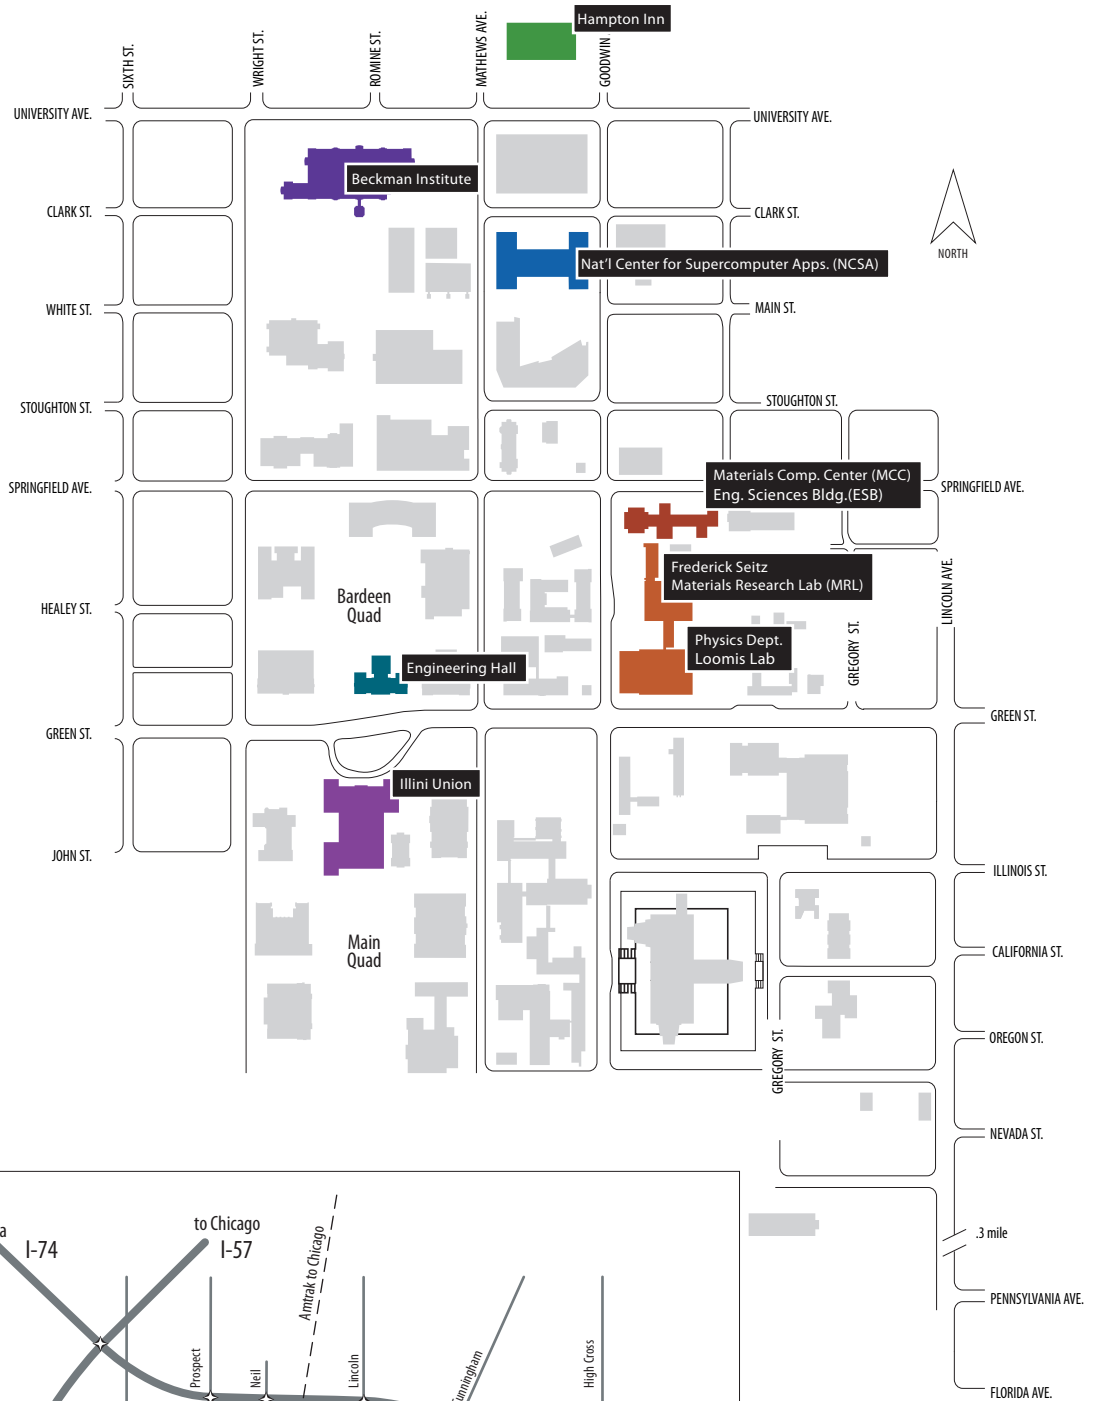 Hampton Inn
SIXTH ST.
WRIGHT ST.
ROMINE ST.
MATHEWS AVE.
GOODWIN
UNIVERSITY AVE.
UNIVERSITY AVE.
Beckman Institute
CLARK ST.
CLARK ST.
NORTH
Nat'l Center for Supercomputer Apps. (NCSA)
WHITE ST.
MAIN ST.
STOUGHTON ST.
STOUGHTON ST.
Materials Comp. Center (MCC)
Eng. Sciences Bldg.(ESB)
SPRINGFIELD AVE.
SPRINGFIELD AVE.
Frederick Seitz
Materials Research Lab (MRL)
LINCOLN AVE.
Bardeen
Quad
HEALEY ST.
Physics Dept.
Loomis Lab
GREGORY ST.
Engineering Hall
GREEN ST.
GREEN ST.
Illini Union
JOHN ST.
ILLINOIS ST.
Main
Quad
CALIFORNIA ST.
OREGON ST.
GREGORY ST.
NEVADA ST.
to Chicago
I-74
I-57
Amtrak to Chicago
.3 mile
PENNSYLVANIA AVE.
Prospect
Neil
Lincoln
High Cross
FLORIDA AVE.